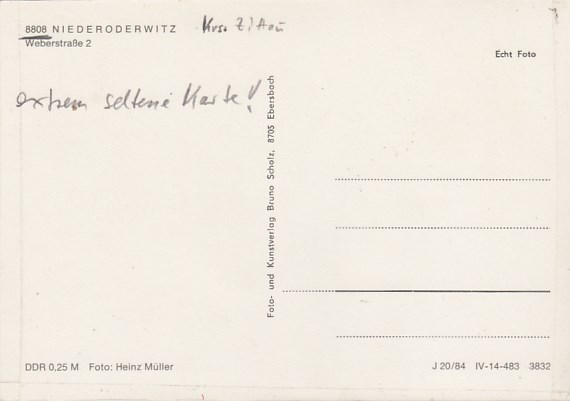 8808 NIEDERODERWITZ Krs. Zittau
Weberstraße 2
Echt Foto
extrem seltene Karte!
Foto- und Kunstverlag Bruno Scholz, 8705 Ebersbach
DDR 0,25 M Foto: Heinz Müller
J 20/84 IV-14-483 3832